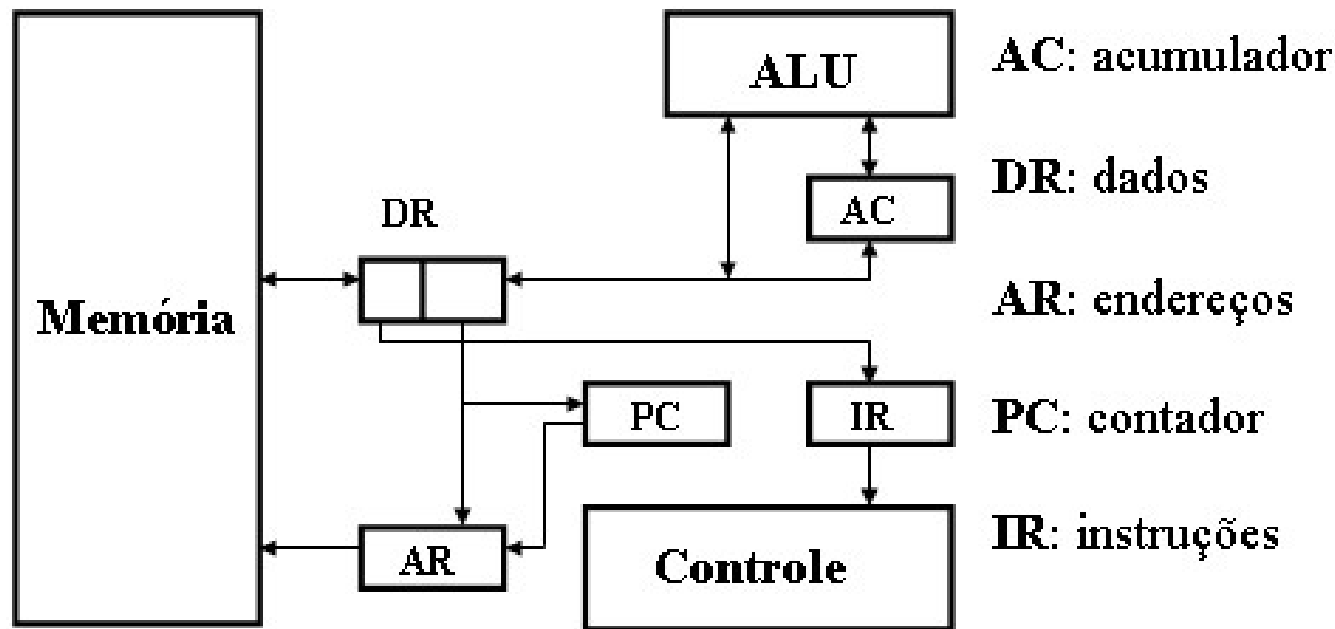 ALU
AC
DR
Memória
PC
IR
AR
Controle
AC: acumulador
DR: dados
AR: endereços
PC: contador
IR: instruções